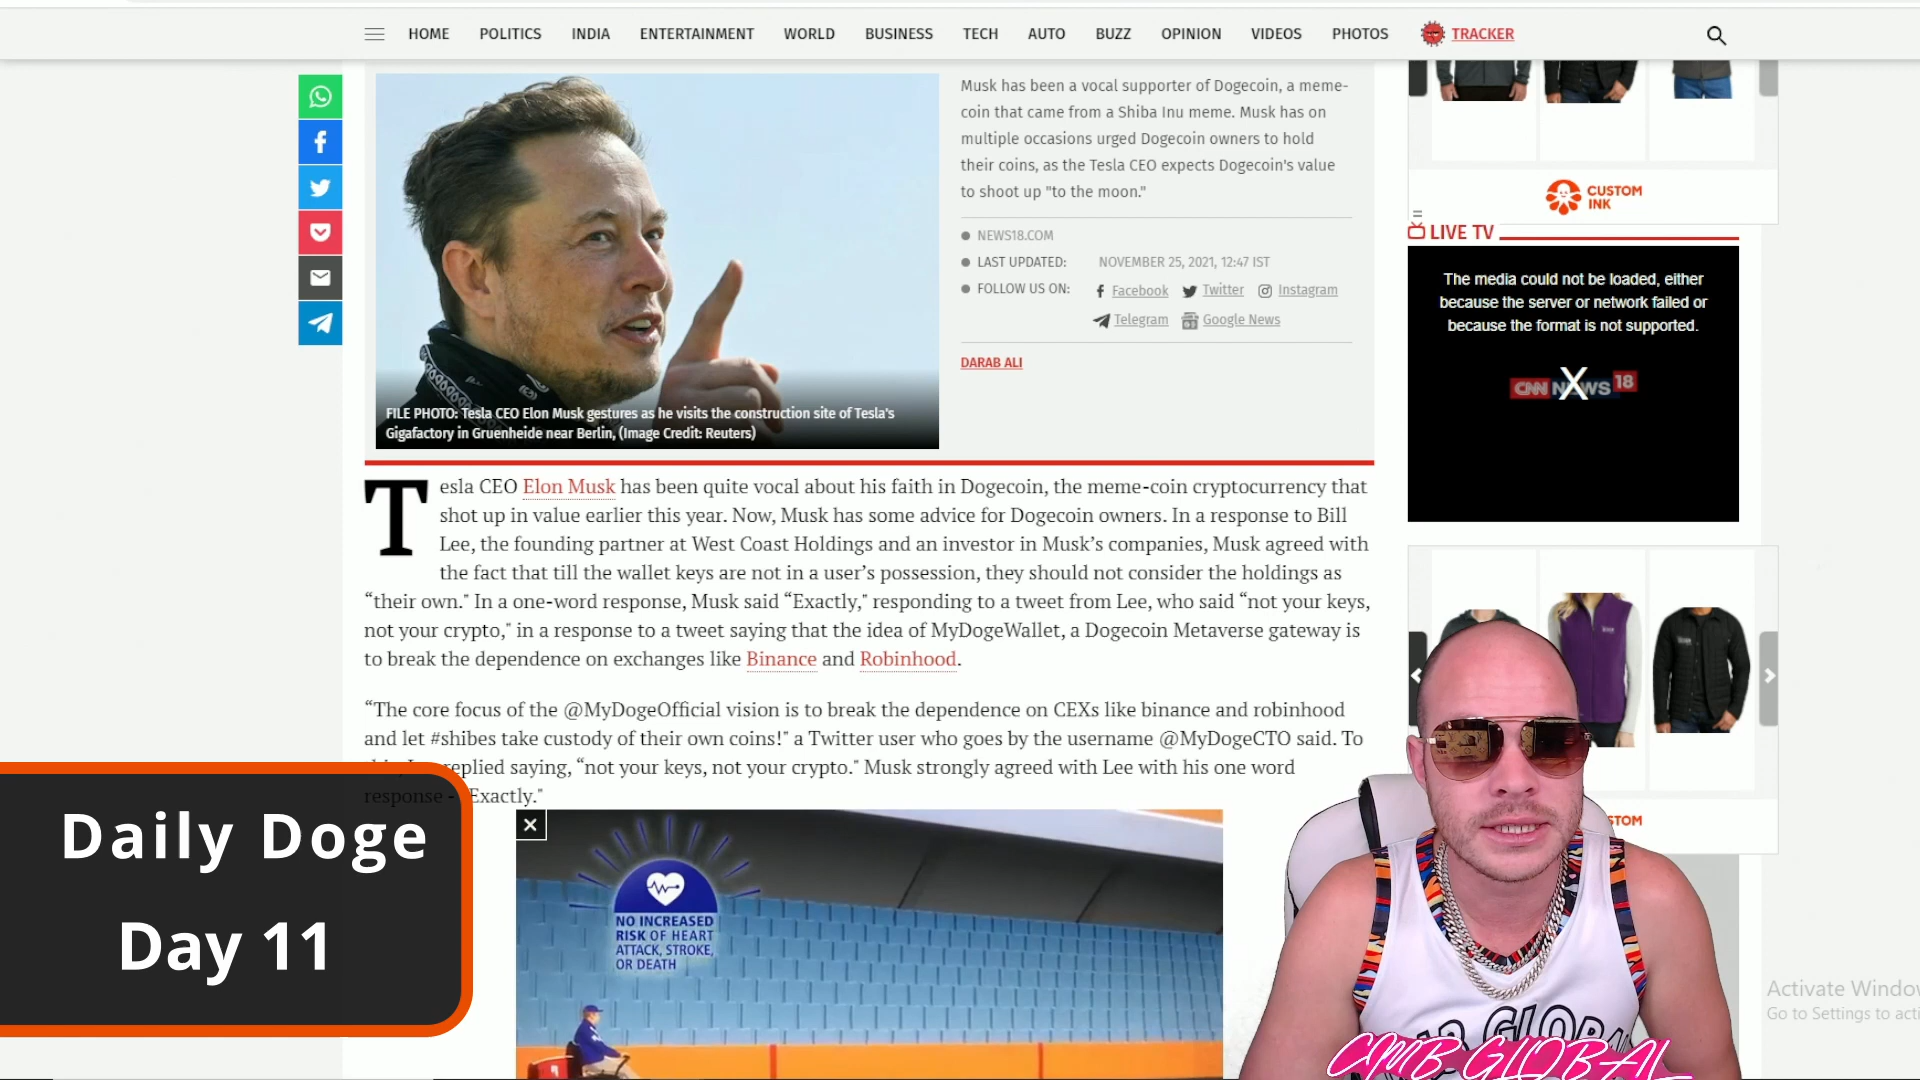 HOME POLITICS INDIA ENTERTAINMENT WORLD BUSINESS TECH AUTO BUZZ OPINION VIDEOS PHOTOS TRACKER
Musk has been a vocal supporter of Dogecoin, a meme-
coin that came from a Shiba Inu meme. Musk has on
multiple occasions urged Dogecoin owners to hold
their coins, as the Tesla CEO expects Dogecoin's value
to shoot up "to the moon."
NEWS18.COM
LAST UPDATED: NOVEMBER 25, 2021, 12:47 IST
FOLLOW US ON: Facebook Twitter Instagram
Telegram Google News
DARAB ALI
FILE PHOTO: Tesla CEO Elon Musk gestures as he visits the construction site of Tesla's
Gigafactory in Gruenheide near Berlin, (Image Credit: Reuters)
CUSTOM
INK
LIVE TV
The media could not be loaded, either
because the server or network failed or
because the format is not supported.
CNN NEWS 18
X
Tesla CEO Elon Musk has been quite vocal about his faith in Dogecoin, the meme-coin cryptocurrency that
shot up in value earlier this year. Now, Musk has some advice for Dogecoin owners. In a response to Bill
Lee, the founding partner at West Coast Holdings and an investor in Musk’s companies, Musk agreed with
the fact that till the wallet keys are not in a user’s possession, they should not consider the holdings as
“their own." In a one-word response, Musk said “Exactly," responding to a tweet from Lee, who said “not your keys,
not your crypto," in a response to a tweet saying that the idea of MyDogeWallet, a Dogecoin Metaverse gateway is
to break the dependence on exchanges like Binance and Robinhood.
“The core focus of the @MyDogeOfficial vision is to break the dependence on CEXs like binance and robinhood
and let #shibes take custody of their own coins!" a Twitter user who goes by the username @MyDogeCTO said. To
replied saying, “not your keys, not your crypto." Musk strongly agreed with Lee with his one word
response - Exactly."
Daily Doge
Day 11
NO INCREASED
RISK OF HEART
ATTACK, STROKE,
OR DEATH
STOM
GLOBAL
CMB GLOBAL
Activate Window
Go to Settings to acti